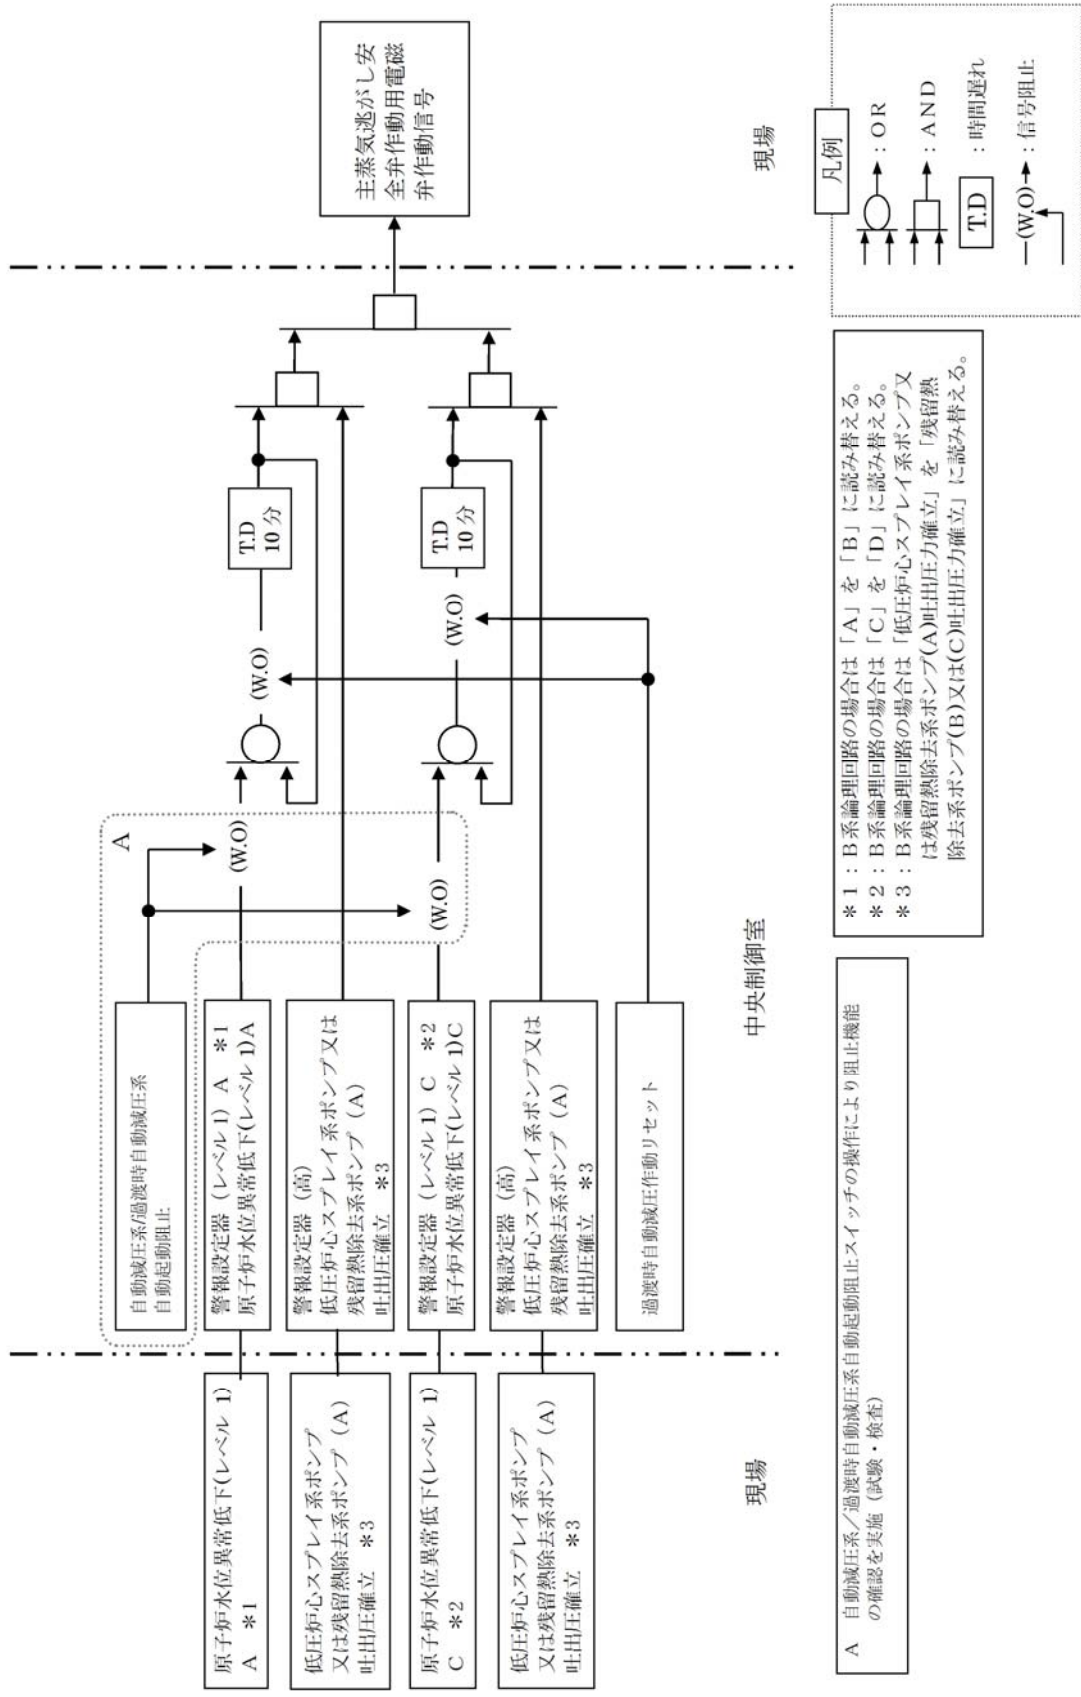 原子炉水位異常低下(レベル 1)
A ＊1
低圧炉心スプレイ系ポンプ
又は残留熱除去系ポンプ (A)
吐出圧確立 ＊3
原子炉水位異常低下(レベル 1)
C ＊2
低圧炉心スプレイ系ポンプ
又は残留熱除去系ポンプ (A)
吐出圧確立 ＊3
現場
自動減圧系/過渡時自動減圧系
自動起動阻止
警報設定器 (レベル 1) A ＊1
原子炉水位異常低下(レベル 1)A
警報設定器 (高)
低圧炉心スプレイ系ポンプ又は
残留熱除去系ポンプ (A)
吐出圧確立 ＊3
警報設定器 (レベル 1) C ＊2
原子炉水位異常低下(レベル 1)C
警報設定器 (高)
低圧炉心スプレイ系ポンプ又は
残留熱除去系ポンプ (A)
吐出圧確立 ＊3
過渡時自動減圧作動リセット
中央制御室
A
(W.O)
(W.O)
(W.O)
(W.O)
T.D
10 分
T.D
10 分
主蒸気逃がし安
全弁作動用電磁
弁作動信号
現場
A 自動減圧系／過渡時自動減圧系自動起動阻止スイッチの操作により阻止機能
の確認を実施 (試験・検査)
＊1：B系論理回路の場合は「A」を「B」に読み替える。
＊2：B系論理回路の場合は「C」を「D」に読み替える。
＊3：B系論理回路の場合は「低圧炉心スプレイ系ポンプ又
は残留熱除去系ポンプ(A)吐出圧力確立」を「残留熱
除去系ポンプ(B)又は(C)吐出圧力確立」に読み替える。
凡例
：OR
：AND
T.D ：時間遅れ
(W.O) ：信号阻止